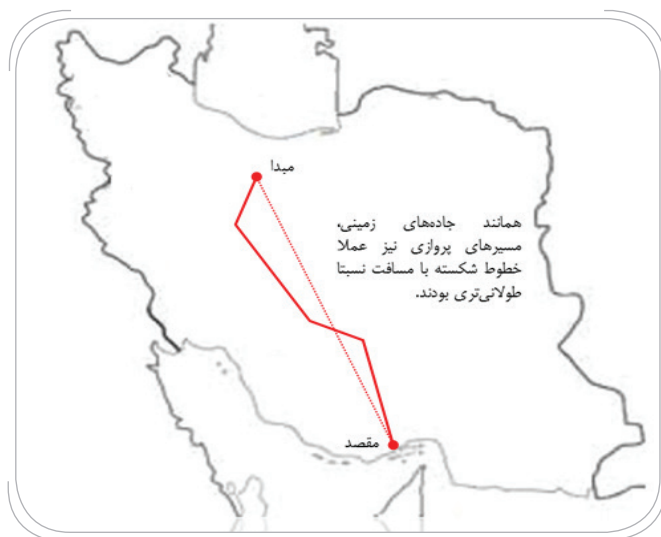 مبدا
همانند جاده‌های زمینی،
مسیرهای پروازی نیز عملا
خطوط شکسته با مسافت نسبتا
طولانی‌تری بودند.
مقصد